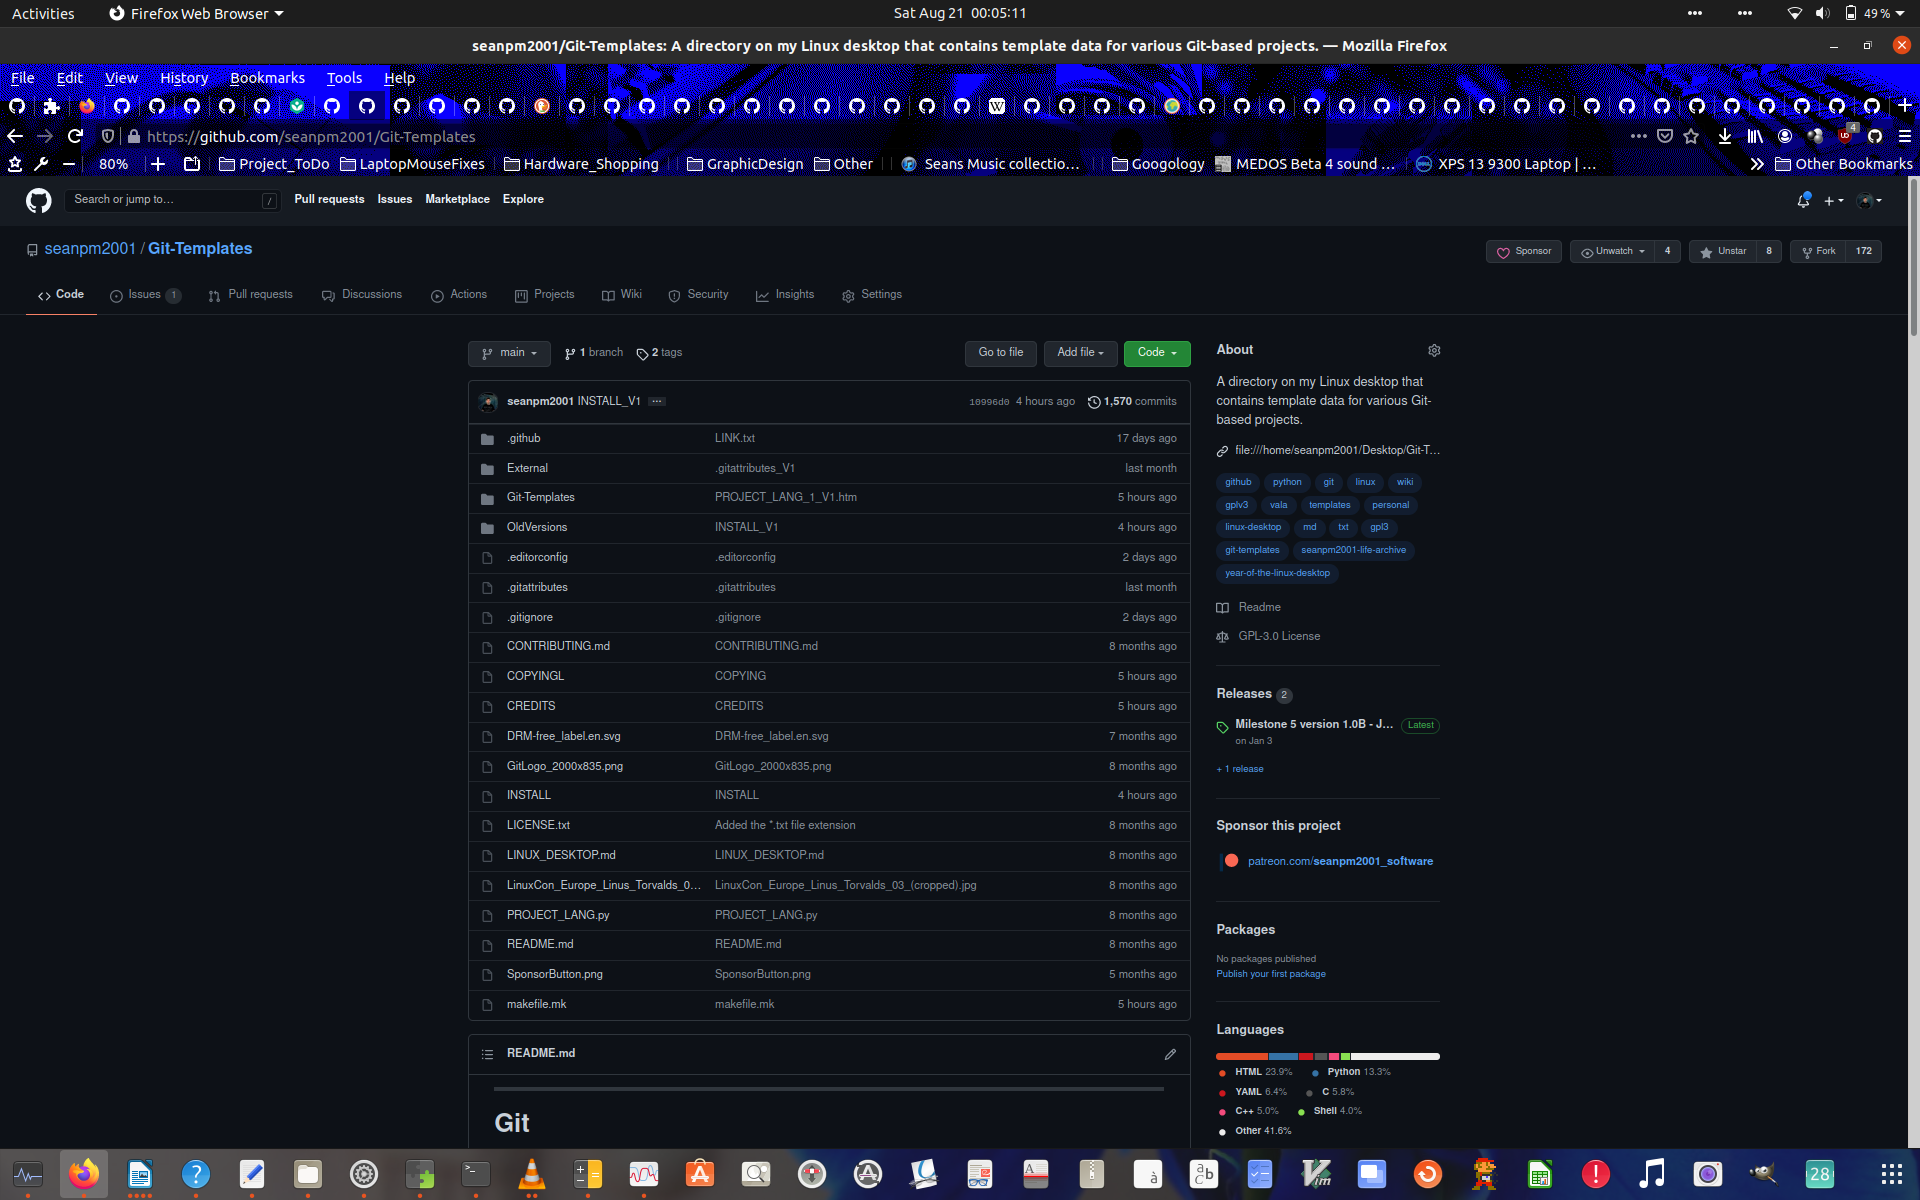 Activities Firefox Web Browser Sat Aug 21 00:05:11 49 %
seanpm2001/Git-Templates: A directory on my Linux desktop that contains template data for various Git-based projects. — Mozilla Firefox
File Edit View History Bookmarks Tools Help
https://github.com/seanpm2001/Git-Templates 4
80% Project_ToDo LaptopMouseFixes Hardware_Shopping GraphicDesign Other Seans Music collectio… Googology MEDOS Beta 4 sound … XPS 13 9300 Laptop | … Other Bookmarks
Search or jump to… / Pull requests Issues Marketplace Explore
seanpm2001 / Git-Templates Sponsor Unwatch 4 Unstar 8 Fork 172
Code Issues 1 Pull requests Discussions Actions Projects Wiki Security Insights Settings
main 1 branch 2 tags Go to file Add file Code
seanpm2001 INSTALL_V1 ... 10996d0 4 hours ago 1,570 commits
.github LINK.txt 17 days ago
External .gitattributes_V1 last month
Git-Templates PROJECT_LANG_1_V1.htm 5 hours ago
OldVersions INSTALL_V1 4 hours ago
.editorconfig .editorconfig 2 days ago
.gitattributes .gitattributes last month
.gitignore .gitignore 2 days ago
CONTRIBUTING.md CONTRIBUTING.md 8 months ago
COPYINGL COPYING 5 hours ago
CREDITS CREDITS 5 hours ago
DRM-free_label.en.svg DRM-free_label.en.svg 7 months ago
GitLogo_2000x835.png GitLogo_2000x835.png 8 months ago
INSTALL INSTALL 4 hours ago
LICENSE.txt Added the *.txt file extension 8 months ago
LINUX_DESKTOP.md LINUX_DESKTOP.md 8 months ago
LinuxCon_Europe_Linus_Torvalds_0… LinuxCon_Europe_Linus_Torvalds_03_(cropped).jpg 8 months ago
PROJECT_LANG.py PROJECT_LANG.py 8 months ago
README.md README.md 8 months ago
SponsorButton.png SponsorButton.png 5 months ago
makefile.mk makefile.mk 5 hours ago
README.md
Git
About
A directory on my Linux desktop that
contains template data for various Git-
based projects.
file:///home/seanpm2001/Desktop/Git-T…
github python git linux wiki
gplv3 vala templates personal
linux-desktop md txt gpl3
git-templates seanpm2001-life-archive
year-of-the-linux-desktop
Readme
GPL-3.0 License
Releases 2
Milestone 5 version 1.0B - J… Latest
on Jan 3
+ 1 release
Sponsor this project
patreon.com/seanpm2001_software
Packages
No packages published
Publish your first package
Languages
HTML 23.9% Python 13.3%
YAML 6.4% C 5.8%
C++ 5.0% Shell 4.0%
Other 41.6%
28